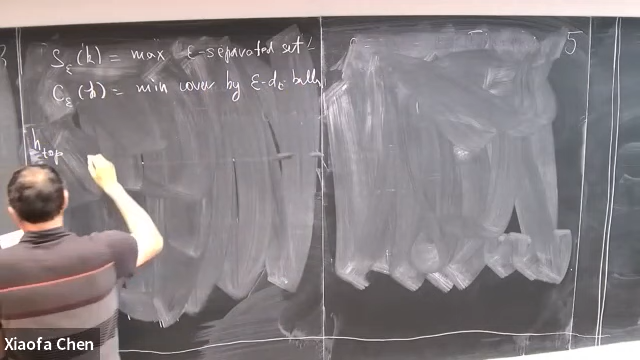 S_ε(k) = max ε-separated set
5
C_ε(k) = min cover by ε-d_k-balls
h_top
Xiaofa Chen